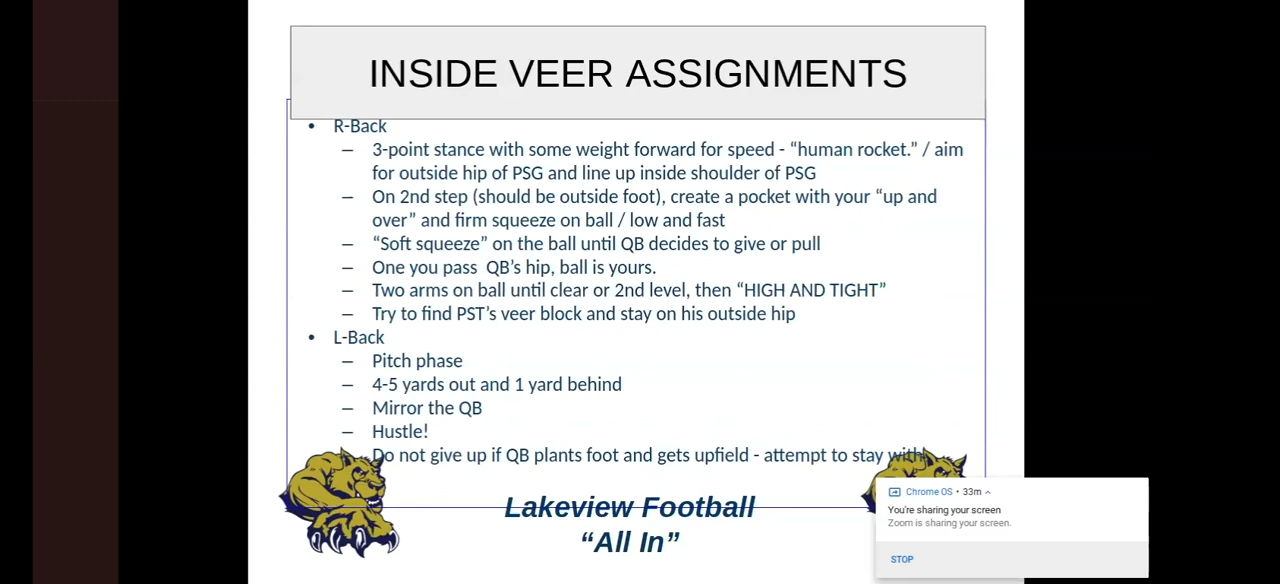 INSIDE VEER ASSIGNMENTS
• R-Back
– 3-point stance with some weight forward for speed - “human rocket.” / aim
for outside hip of PSG and line up inside shoulder of PSG
– On 2nd step (should be outside foot), create a pocket with your “up and
over” and firm squeeze on ball / low and fast
– “Soft squeeze” on the ball until QB decides to give or pull
– One you pass QB’s hip, ball is yours.
– Two arms on ball until clear or 2nd level, then “HIGH AND TIGHT”
– Try to find PST’s veer block and stay on his outside hip
• L-Back
– Pitch phase
– 4-5 yards out and 1 yard behind
– Mirror the QB
– Hustle!
Do not give up if QB plants foot and gets upfield - attempt to stay with
Lakeview Football
“All In”
Chrome OS • 33m
You're sharing your screen
Zoom is sharing your screen.
STOP